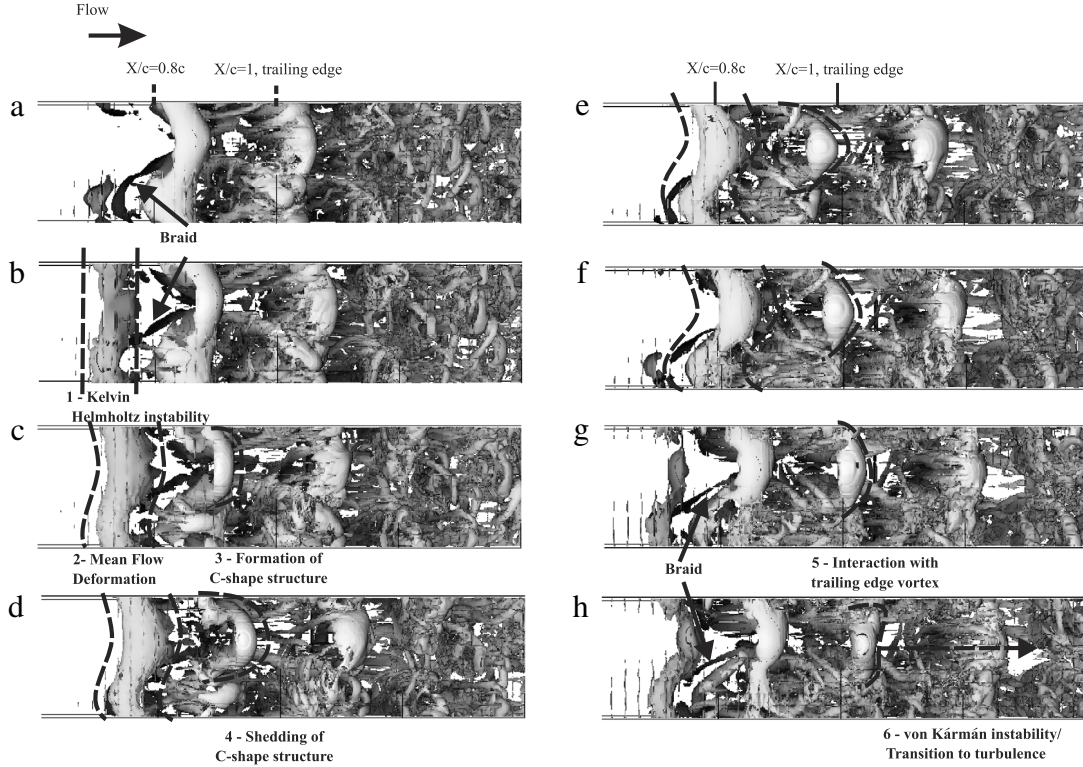 Flow
X/c=0.8c
X/c=1, trailing edge
a
Braid
b
1 - Kelvin
Helmholtz instability
c
2- Mean Flow
Deformation
3 - Formation of
C-shape structure
d
4 - Shedding of
C-shape structure
X/c=0.8c
X/c=1, trailing edge
e
f
g
Braid
5 - Interaction with
trailing edge vortex
h
6 - von Kármán instability/
Transition to turbulence